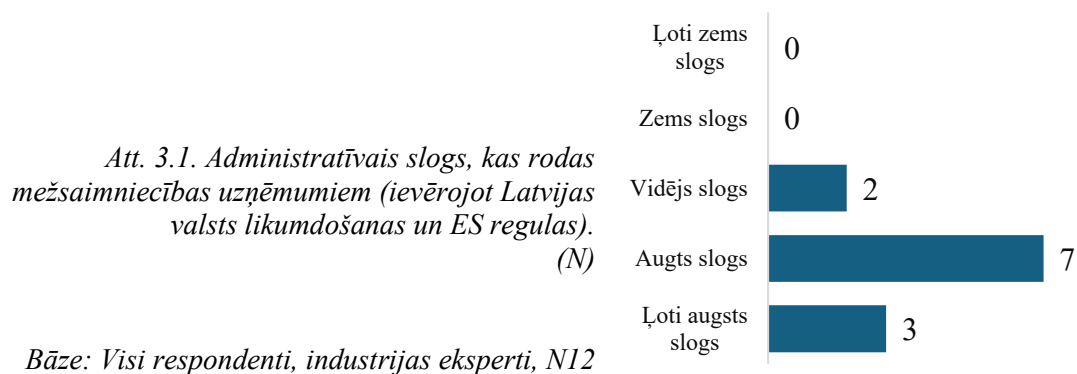 Att. 3.1. Administratīvais slogs, kas rodas
mežsaimniecības uzņēmumiem (ievērojot Latvijas
valsts likumdošanas un ES regulas).
(N)
Bāze: Visi respondenti, industrijas eksperti, N12
Ļoti zems
slogs
0
Zems slogs
0
Vidējs slogs
2
Augts slogs
7
Ļoti augsts
slogs
3